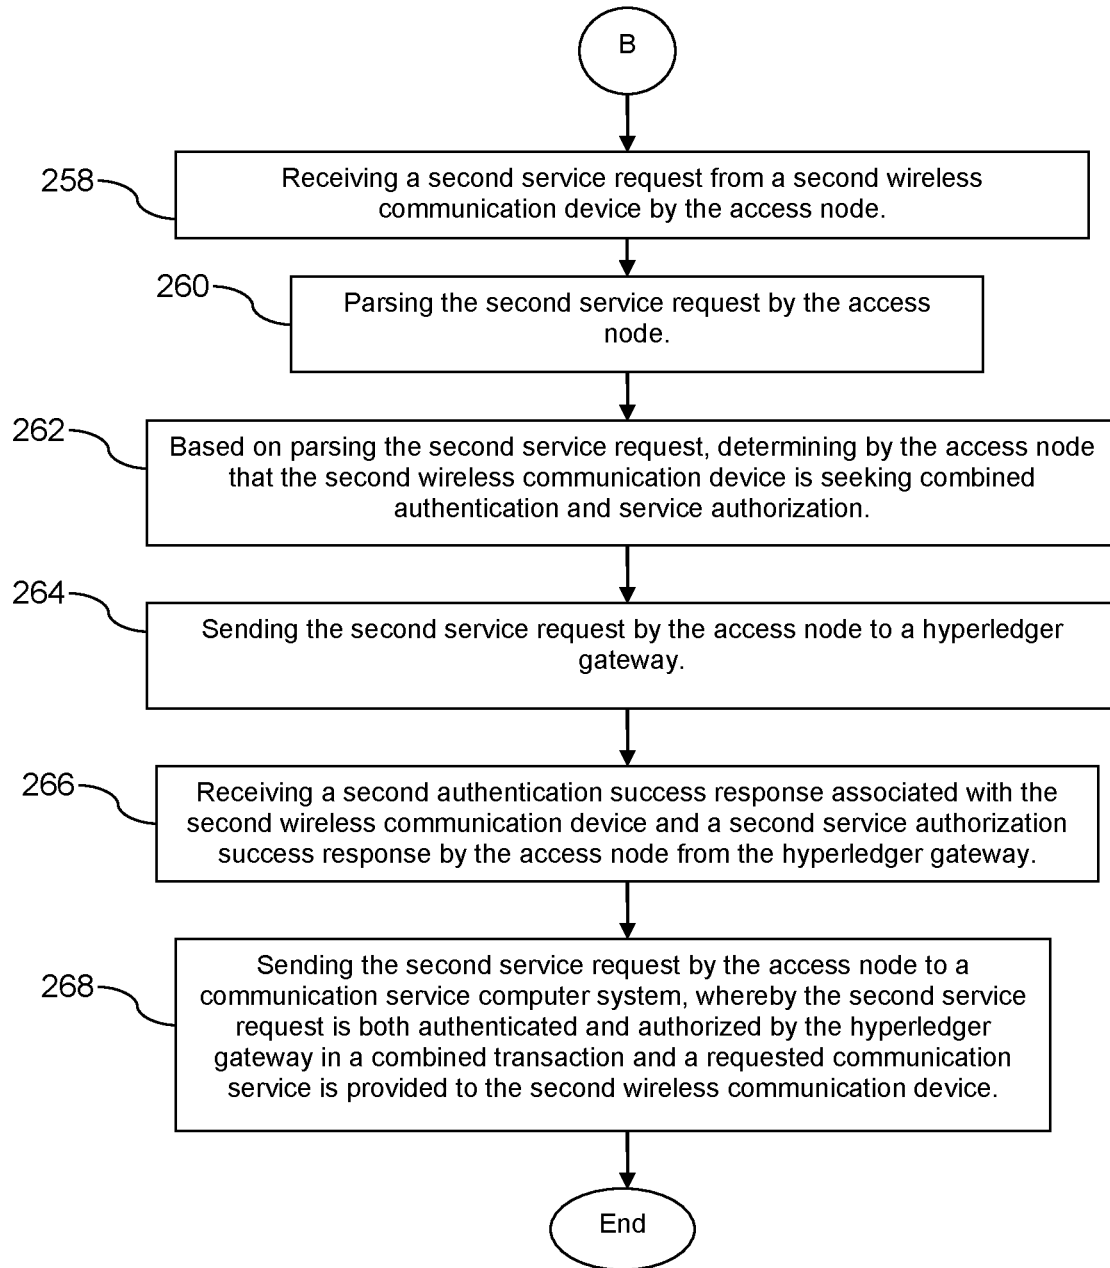 B
258
Receiving a second service request from a second wireless
communication device by the access node.
260
Parsing the second service request by the access
node.
262
Based on parsing the second service request, determining by the access node
that the second wireless communication device is seeking combined
authentication and service authorization.
264
Sending the second service request by the access node to a hyperledger
gateway.
266
Receiving a second authentication success response associated with the
second wireless communication device and a second service authorization
success response by the access node from the hyperledger gateway.
268
Sending the second service request by the access node to a
communication service computer system, whereby the second service
request is both authenticated and authorized by the hyperledger
gateway in a combined transaction and a requested communication
service is provided to the second wireless communication device.
End